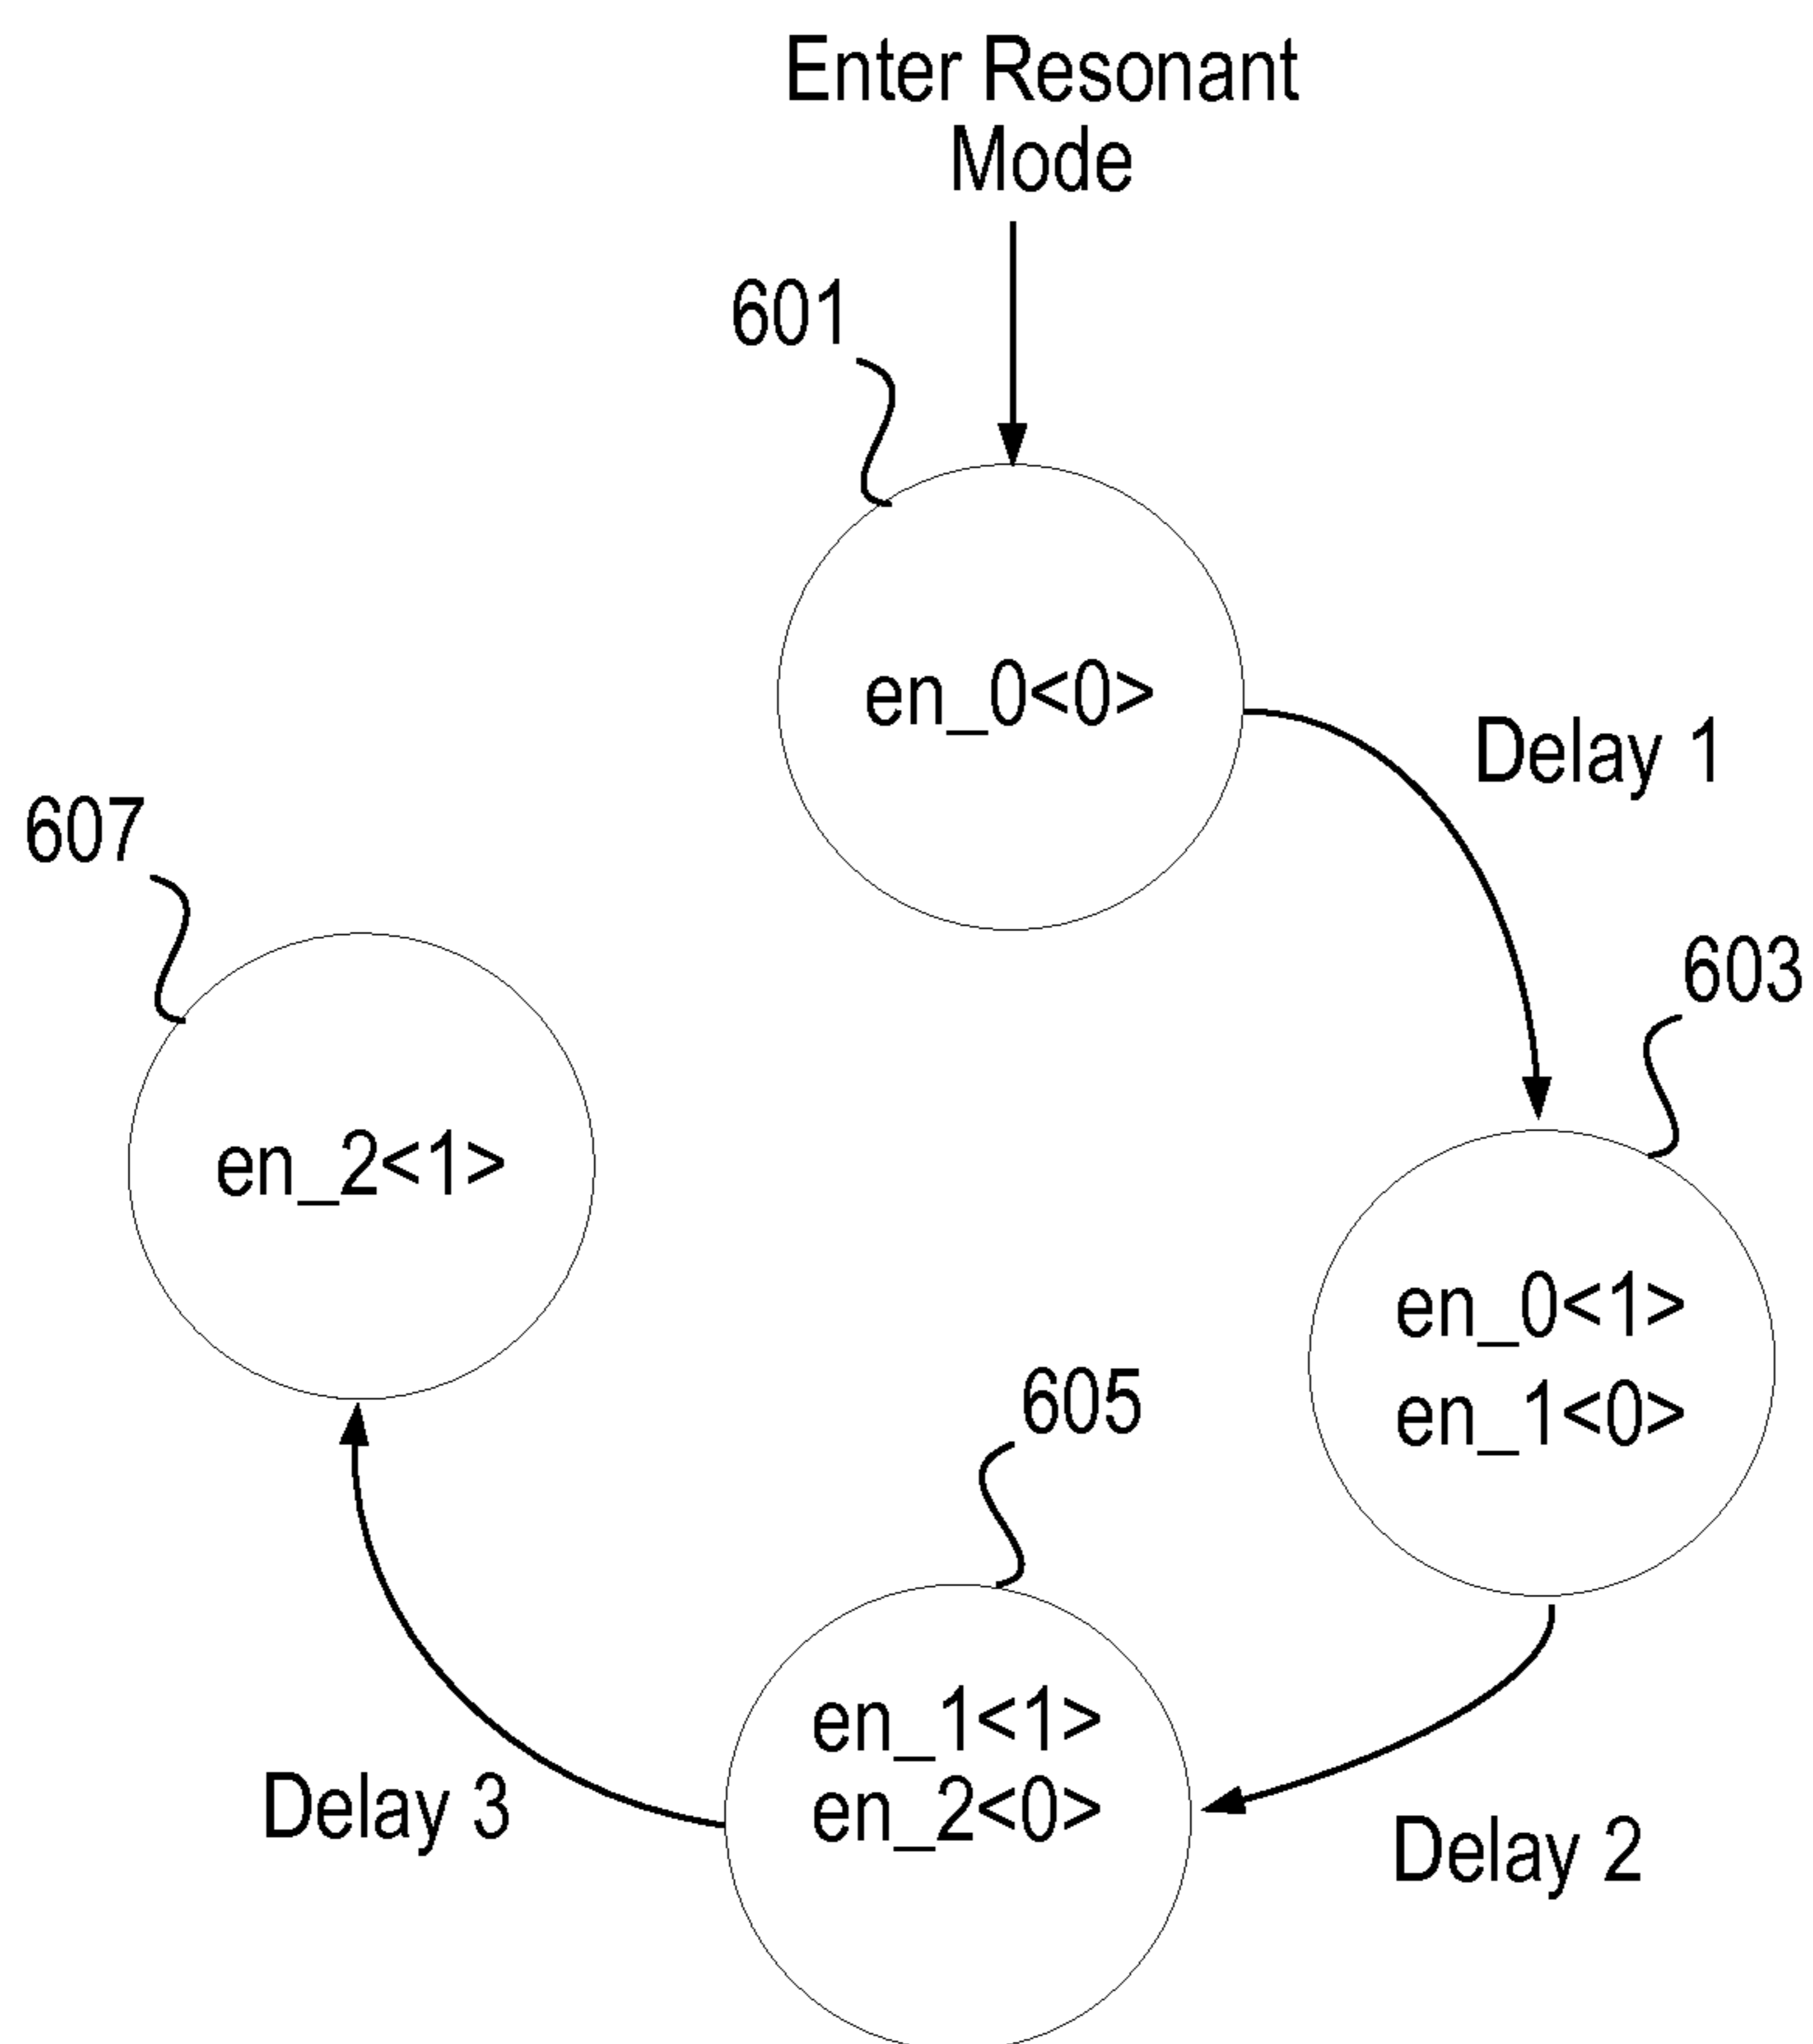 Enter Resonant
Mode
601
en_0<0>
Delay 1
607
603
en_2<1>
en_0<1>
en_1<0>
605
en_1<1>
en_2<0>
Delay 3
Delay 2